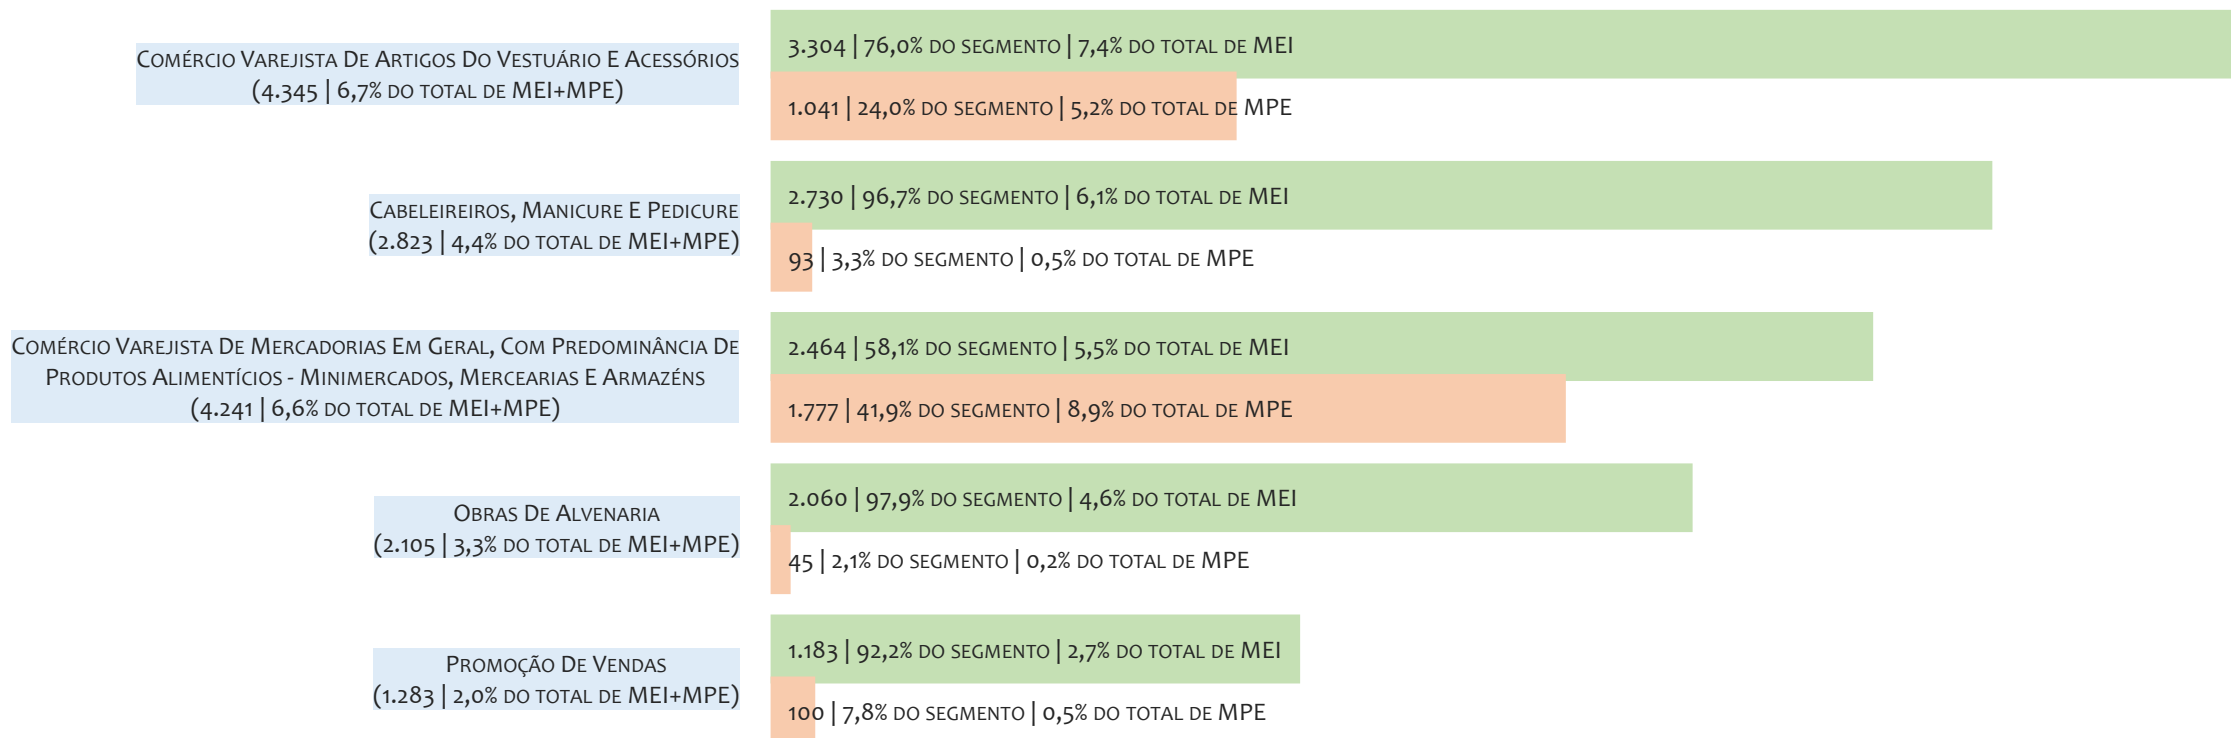 Comércio Varejista De Artigos Do Vestuário E Acessórios
(4.345 | 6,7% do total de MEI+MPE)
3.304 | 76,0% do segmento | 7,4% do total de MEI
1.041 | 24,0% do segmento | 5,2% do total de MPE
Cabeleireiros, Manicure E Pedicure
(2.823 | 4,4% do total de MEI+MPE)
2.730 | 96,7% do segmento | 6,1% do total de MEI
93 | 3,3% do segmento | 0,5% do total de MPE
Comércio Varejista De Mercadorias Em Geral, Com Predominância De
Produtos Alimentícios - Minimercados, Mercearias E Armazéns
(4.241 | 6,6% do total de MEI+MPE)
2.464 | 58,1% do segmento | 5,5% do total de MEI
1.777 | 41,9% do segmento | 8,9% do total de MPE
Obras De Alvenaria
(2.105 | 3,3% do total de MEI+MPE)
2.060 | 97,9% do segmento | 4,6% do total de MEI
45 | 2,1% do segmento | 0,2% do total de MPE
Promoção De Vendas
(1.283 | 2,0% do total de MEI+MPE)
1.183 | 92,2% do segmento | 2,7% do total de MEI
100 | 7,8% do segmento | 0,5% do total de MPE